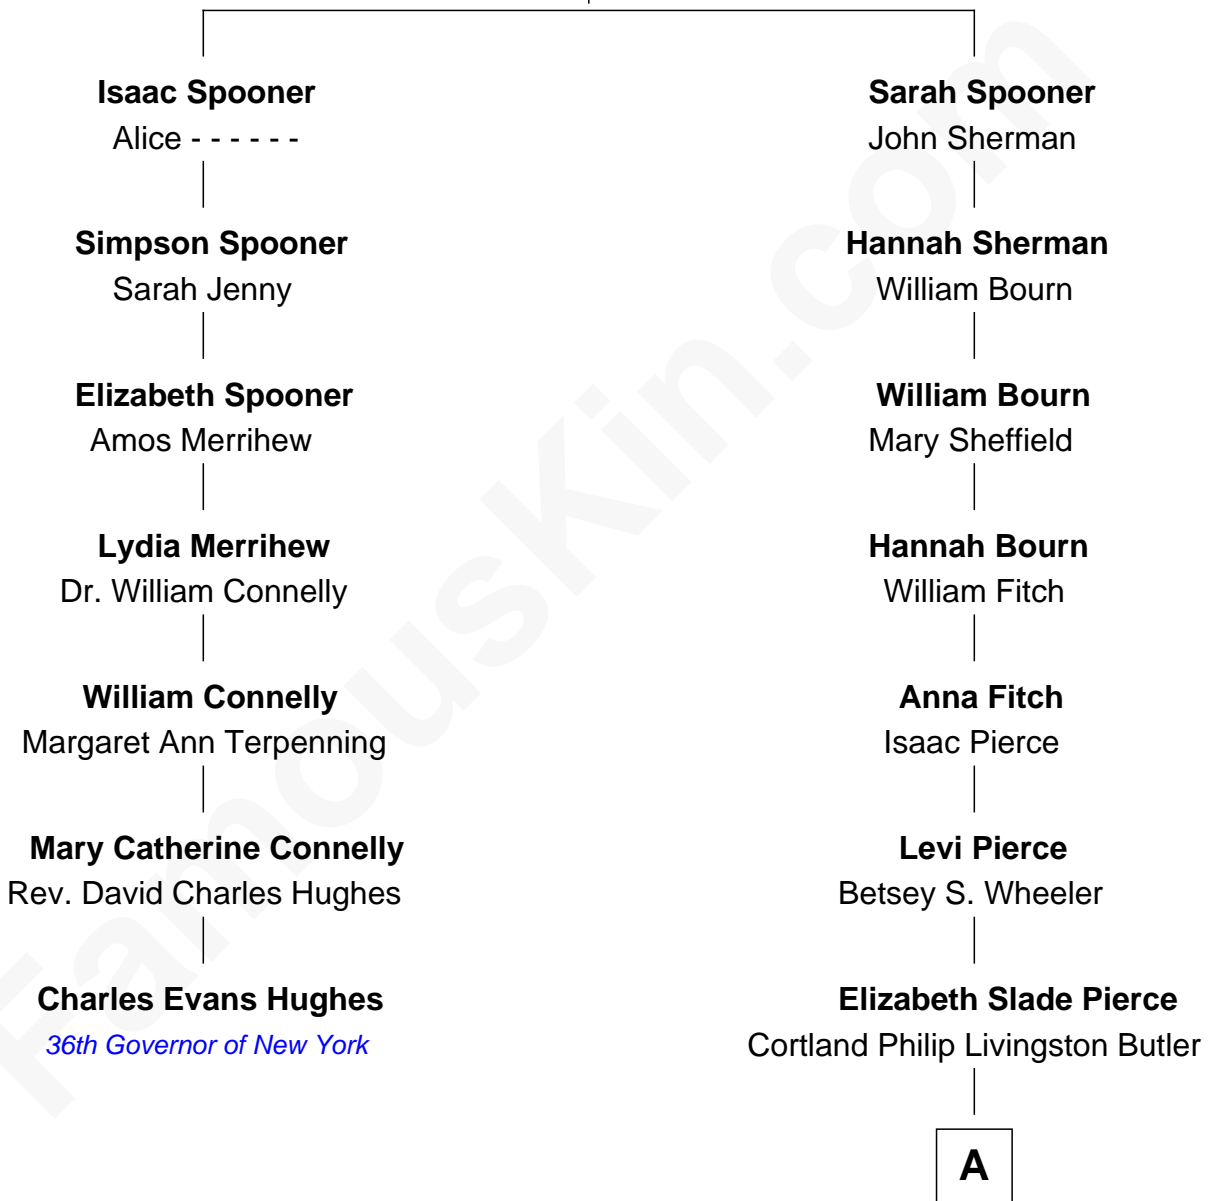 Isaac Spooner
Alice - - - - - -
Simpson Spooner
Sarah Jenny
Elizabeth Spooner
Amos Merrihew
Lydia Merrihew
Dr. William Connelly
William Connelly
Margaret Ann Terpenning
Mary Catherine Connelly
Rev. David Charles Hughes
Charles Evans Hughes
36th Governor of New York
Sarah Spooner
John Sherman
Hannah Sherman
William Bourn
William Bourn
Mary Sheffield
Hannah Bourn
William Fitch
Anna Fitch
Isaac Pierce
Levi Pierce
Betsey S. Wheeler
Elizabeth Slade Pierce
Cortland Philip Livingston Butler
A
FamousKin.com